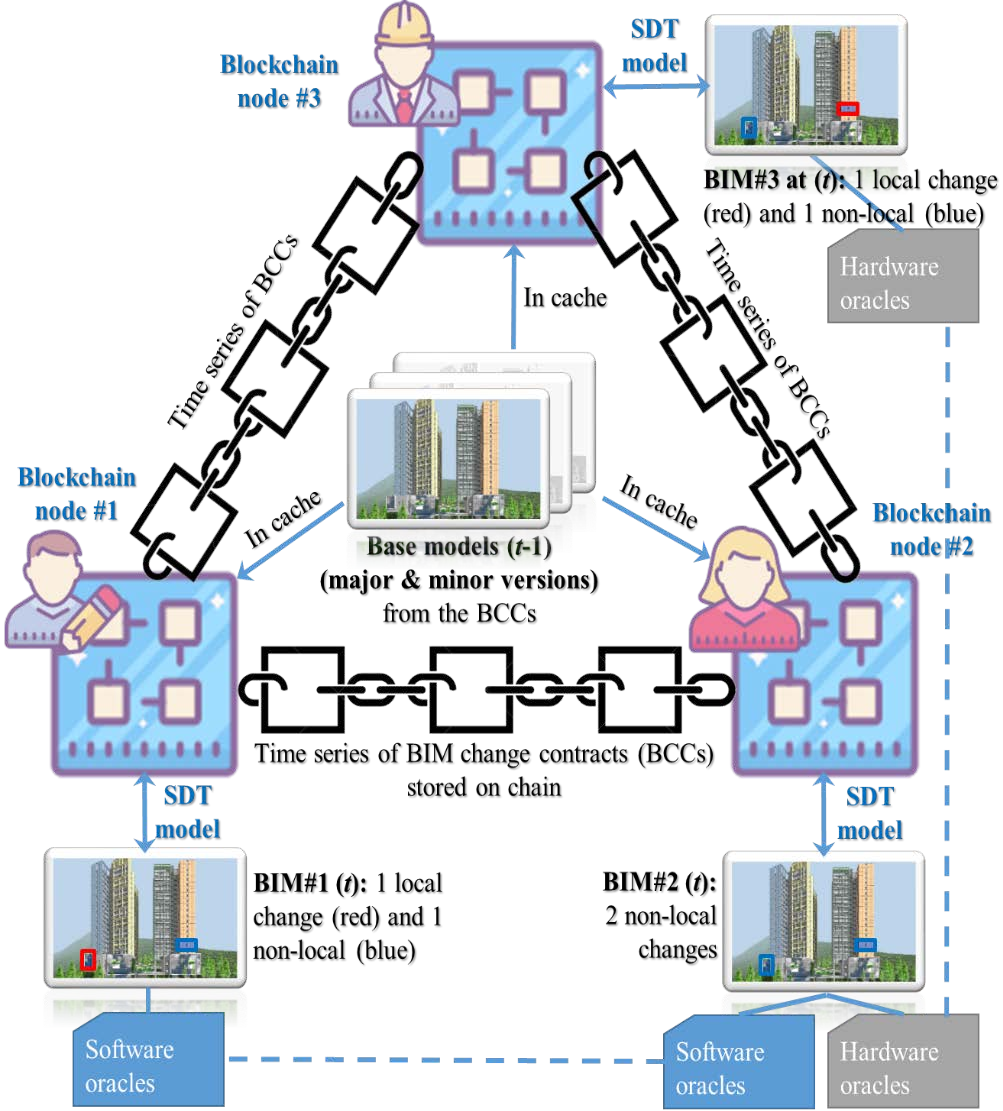 Blockchain
node #3
SDT
model
BIM#3 at (t): 1 local change
(red) and 1 non-local (blue)
Hardware
oracles
Time series of BCCs
In cache
Time series of BCCs
Blockchain
node #1
In cache
In cache
Blockchain
node #2
Base models (t-1)
(major & minor versions)
from the BCCs
Time series of BIM change contracts (BCCs)
stored on chain
SDT
model
SDT
model
BIM#1 (t): 1 local
change (red) and 1
non-local (blue)
BIM#2 (t):
2 non-local
changes
Software
oracles
Software
oracles
Hardware
oracles